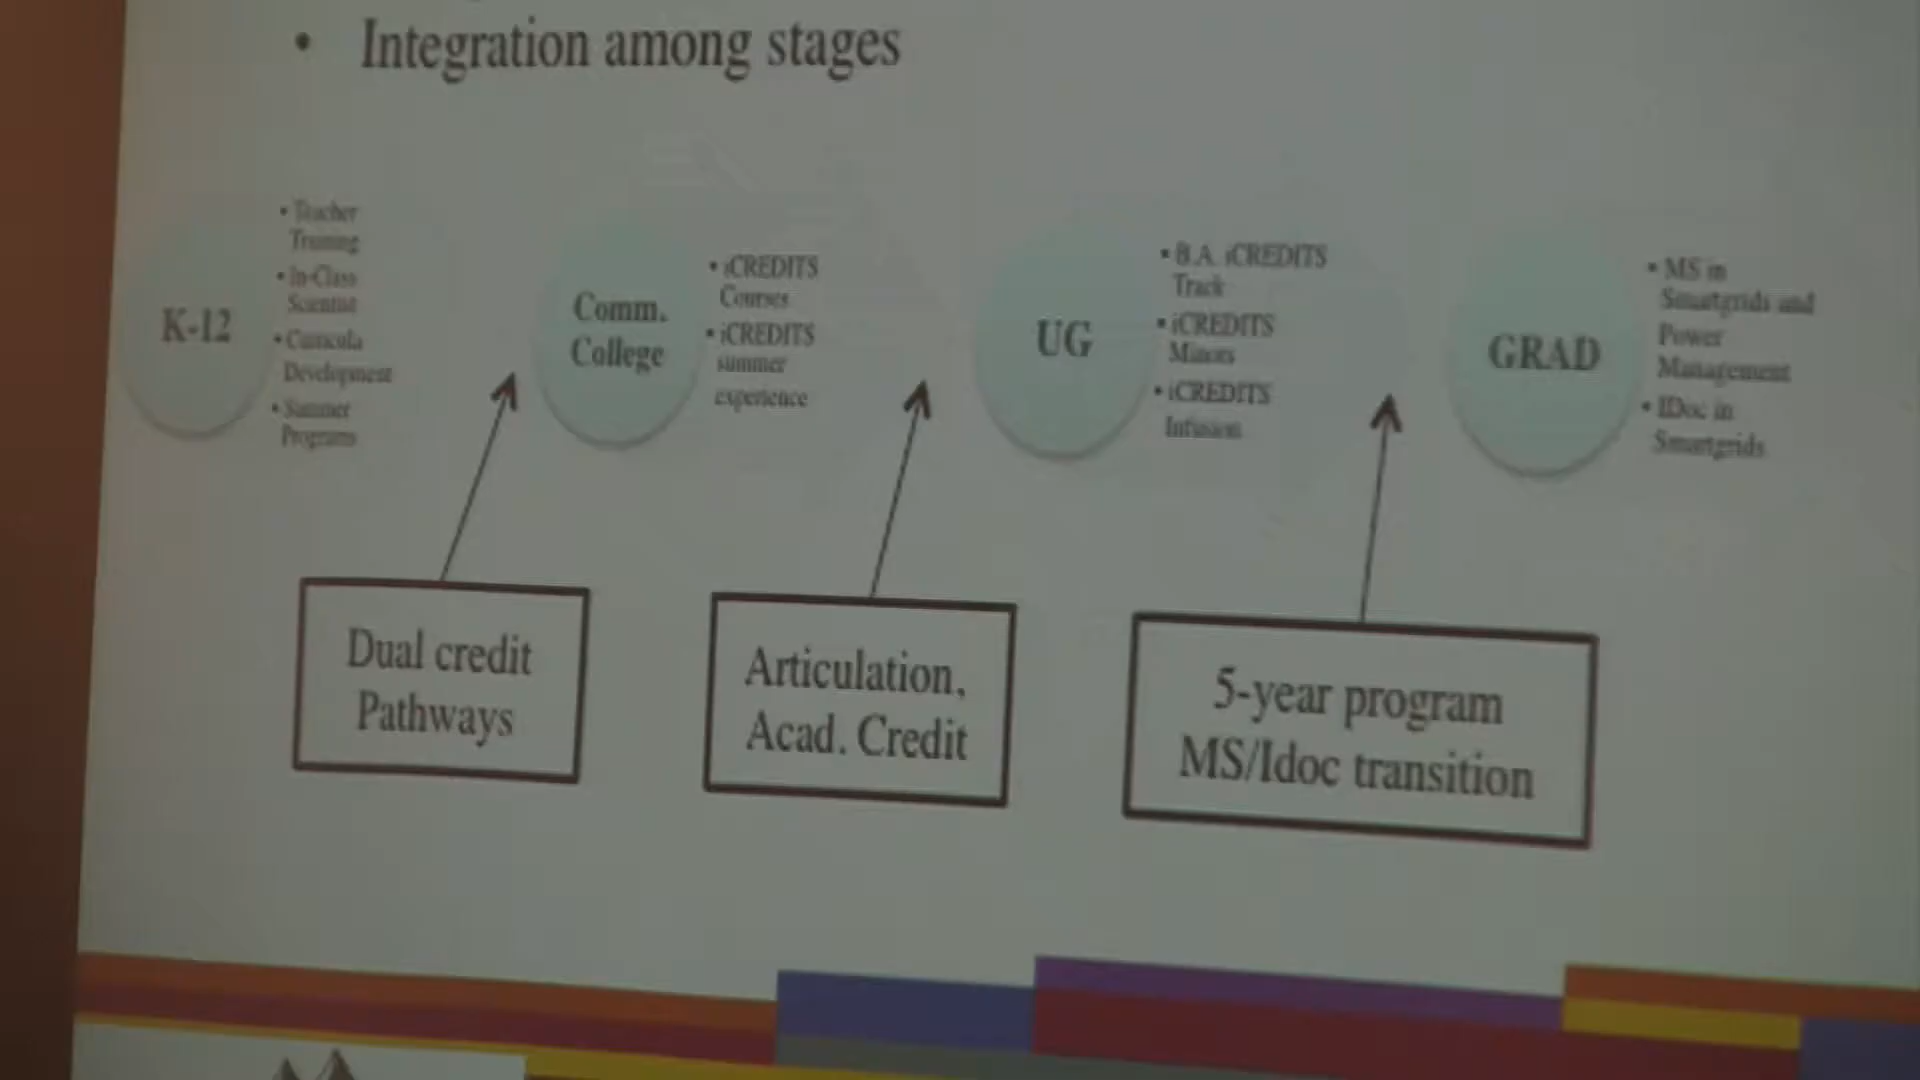 • Integration among stages
K-12
• Teacher
Training
• In-Class
Scientist
• Curricula
Development
• Summer
Programs
Comm.
College
• iCREDITS
Courses
• iCREDITS
summer
experience
UG
• B.A. iCREDITS
Track
• iCREDITS
Minors
• iCREDITS
Infusion
GRAD
• MS in
Smartgrids and
Power
Management
• IDoc in
Smartgrids
Dual credit
Pathways
Articulation,
Acad. Credit
5-year program
MS/Idoc transition